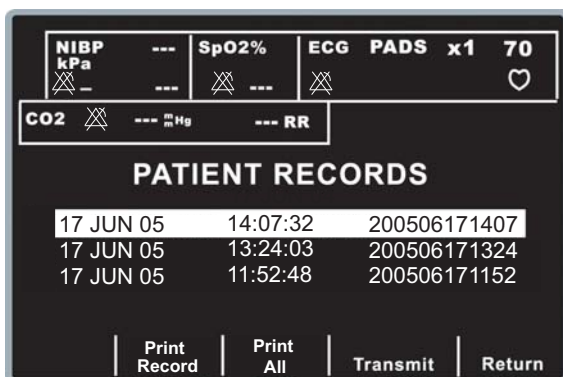 NIBP --- SpO2% ECG PADS x1 70
kPa
– --- ---
CO2 --- mmHg --- RR
PATIENT RECORDS
17 JUN 05 14:07:32 200506171407
17 JUN 05 13:24:03 200506171324
17 JUN 05 11:52:48 200506171152
Print Record Print All Transmit Return